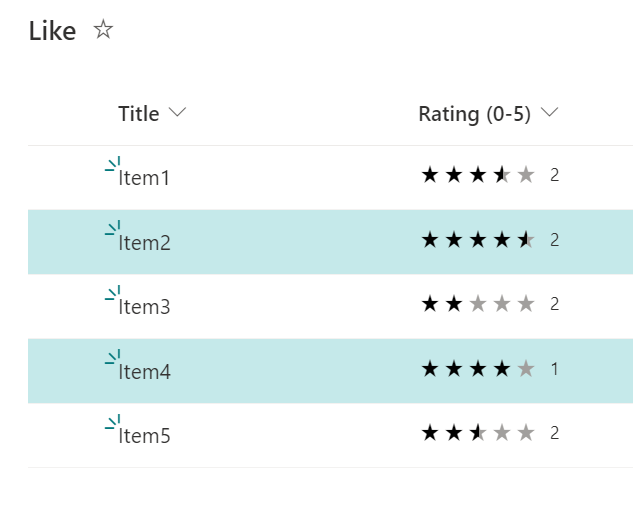 Like
Title Rating (0-5)
Item1 2
Item2 2
Item3 2
Item4 1
Item5 2